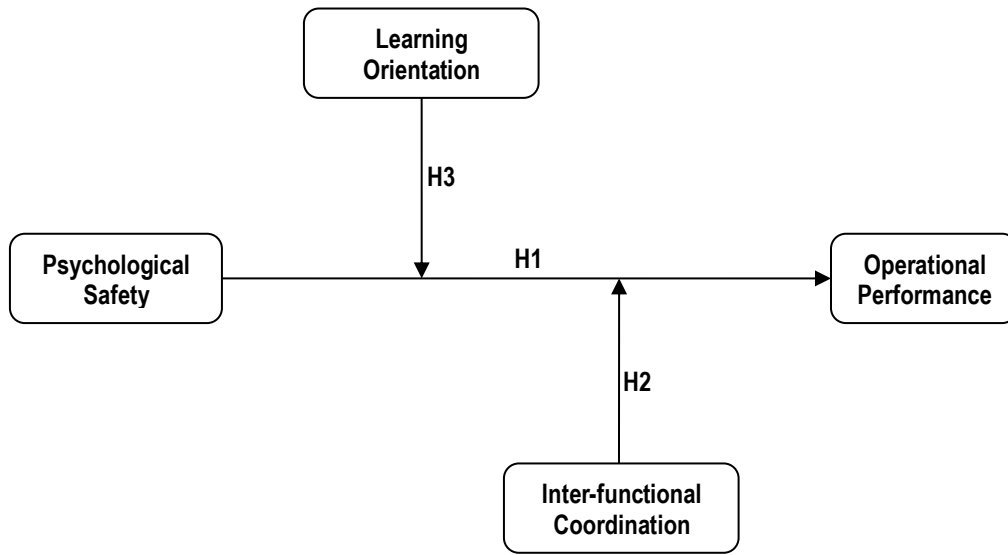 Learning
Orientation
H3
Psychological
Safety
H1
Operational
Performance
H2
Inter-functional
Coordination